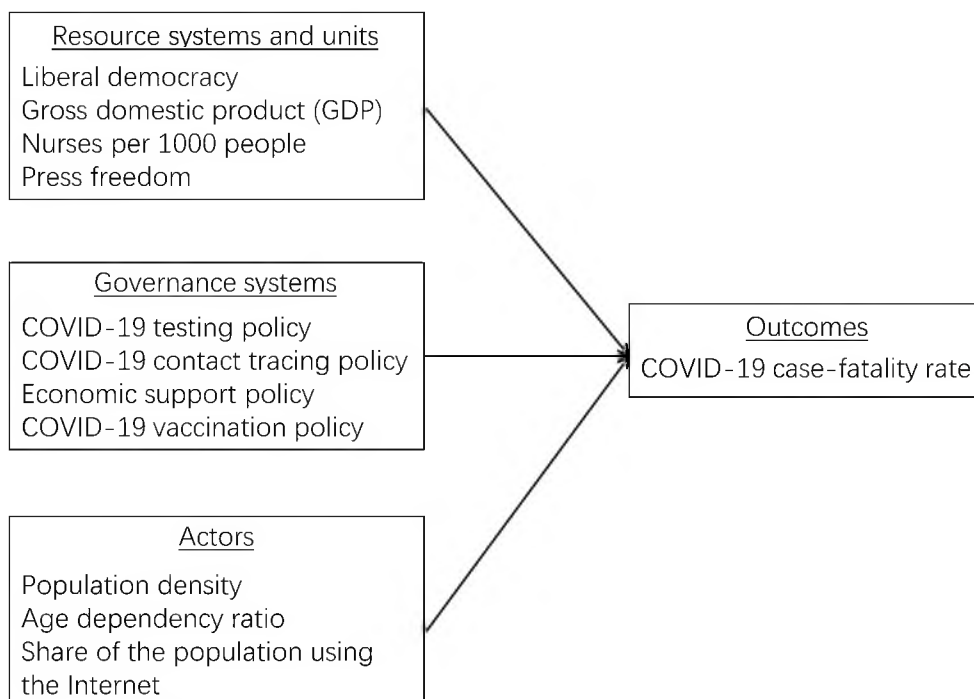 Resource systems and units
Liberal democracy
Gross domestic product (GDP)
Nurses per 1000 people
Press freedom
Governance systems
COVID-19 testing policy
COVID-19 contact tracing policy
Economic support policy
COVID-19 vaccination policy
Outcomes
COVID-19 case-fatality rate
Actors
Population density
Age dependency ratio
Share of the population using
the Internet